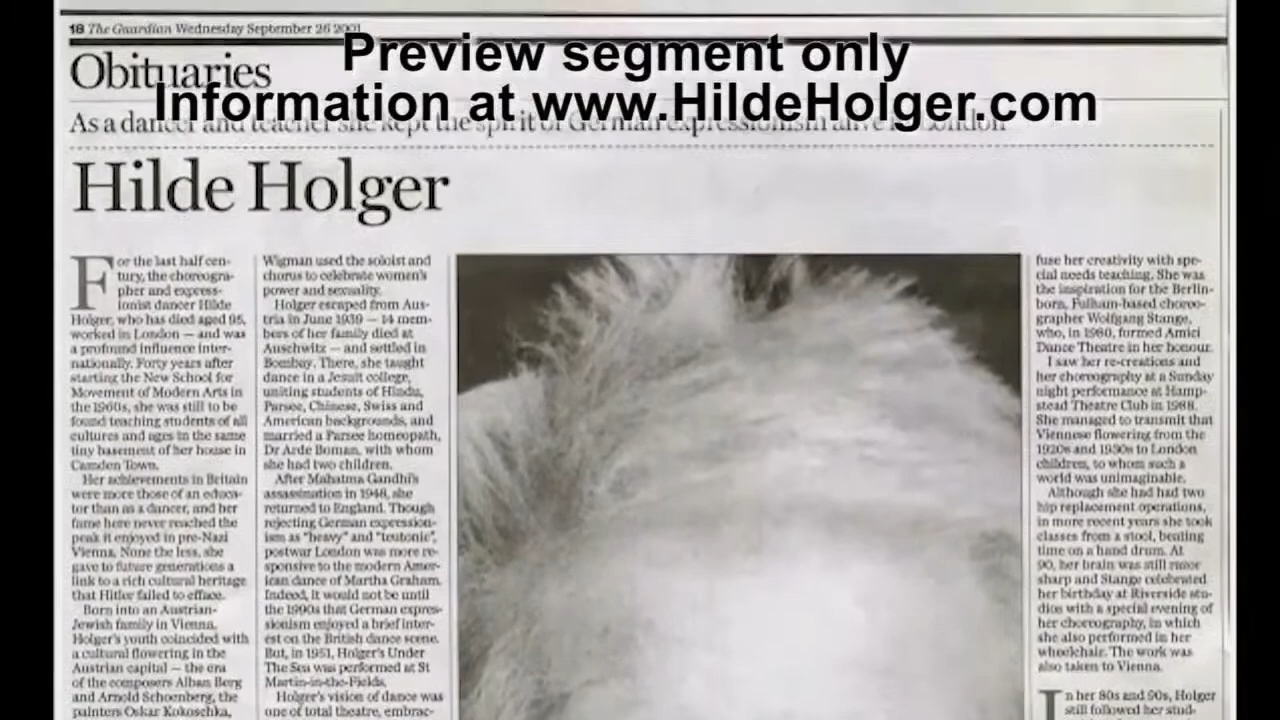 18 The Guardian Wednesday September 26 2001
Preview segment only
Obituaries
Information at www.HildeHolger.com
As a dancer and teacher she kept the spirit of German expressionism alive in London
Hilde Holger
For the last half cen-
tury, the choreogra-
pher and express-
ionist dancer Hilde
Holger, who has died aged 95,
worked in London — and was
a profound influence inter-
nationally. Forty years after
starting the New School for
Movement of Modern Arts in
the 1960s, she was still to be
found teaching students of all
cultures and ages in the same
tiny basement of her house in
Camden Town.
Her achievements in Britain
were more those of an educa-
tor than as a dancer, and her
fame here never reached the
peak it enjoyed in pre-Nazi
Vienna. None the less, she
gave to future generations a
link to a rich cultural heritage
that Hitler failed to efface.
Born into an Austrian-
Jewish family in Vienna,
Holger's youth coincided with
a cultural flowering in the
Austrian capital — the era
of the composers Alban Berg
and Arnold Schoenberg, the
painters Oskar Kokoschka,
Wigman used the soloist and
chorus to celebrate women's
power and sexuality.
Holger escaped from Aus-
tria in June 1939 — 14 mem-
bers of her family died at
Auschwitz — and settled in
Bombay. There, she taught
dance in a Jesuit college,
uniting students of Hindu,
Parsee, Chinese, Swiss and
American backgrounds, and
married a Parsee homeopath,
Dr Arde Boman, with whom
she had two children.
After Mahatma Gandhi's
assassination in 1948, she
returned to England. Though
rejecting German expression-
ism as "heavy" and "teutonic",
postwar London was more re-
sponsive to the modern Amer-
ican dance of Martha Graham.
Indeed, it would not be until
the 1990s that German expres-
sionism enjoyed a brief inter-
est on the British dance scene.
But, in 1951, Holger's Under
The Sea was performed at St
Martin-in-the-Fields.
Holger's vision of dance was
one of total theatre, embrac-
fuse her creativity with spe-
cial needs teaching. She was
the inspiration for the Berlin-
born, Fulham-based choreo-
grapher Wolfgang Stange,
who, in 1980, formed Amici
Dance Theatre in her honour.
I saw her re-creations and
her choreography at a Sunday
night performance at Hamp-
stead Theatre Club in 1988.
She managed to transmit that
Viennese flowering from the
1920s and 1930s to London
children, to whom such a
world was unimaginable.
Although she had had two
hip replacement operations,
in more recent years she took
classes from a stool, beating
time on a hand drum. At
90, her brain was still razor
sharp and Stange celebrated
her birthday at Riverside stu-
dios with a special evening of
her choreography, in which
she also performed in her
wheelchair. The work was
also taken to Vienna.
In her 80s and 90s, Holger
still followed her stud-